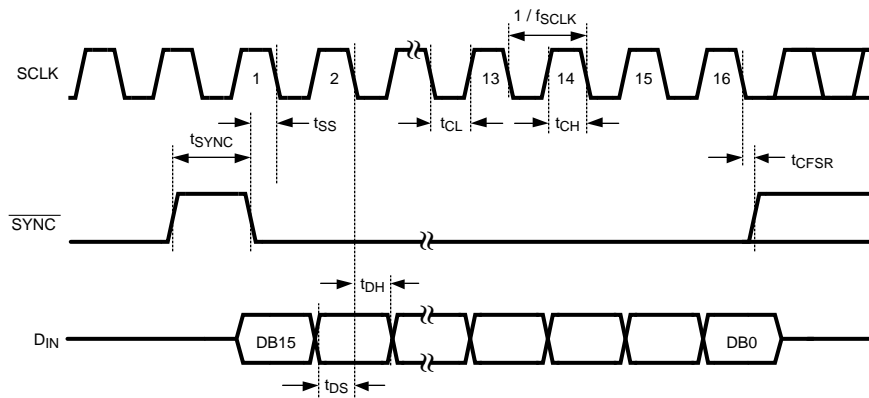 1 / fSCLK
SCLK
1
2
13
14
15
16
tSS
tCL
tCH
tSYNC
tCFSR
SYNC
tDH
DIN
DB15
DB0
tDS